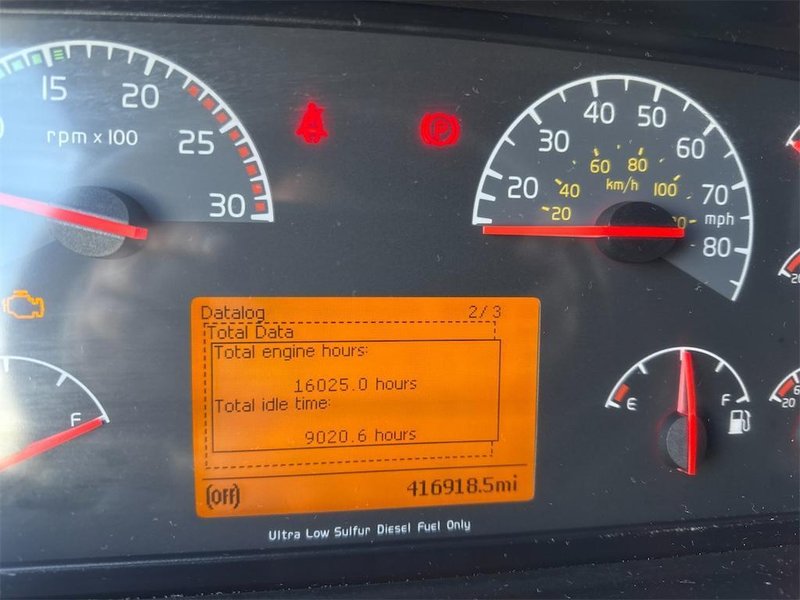 15 20 25 30
rpm x 100
20 30 40 50 60 70 80
mph
20 40 60 80 100
km/h
Datalog 2/3
Total Data
Total engine hours:
16025.0 hours
Total idle time:
9020.6 hours
(OFF) 416918.5mi
F
E F
20
20
Ultra Low Sulfur Diesel Fuel Only